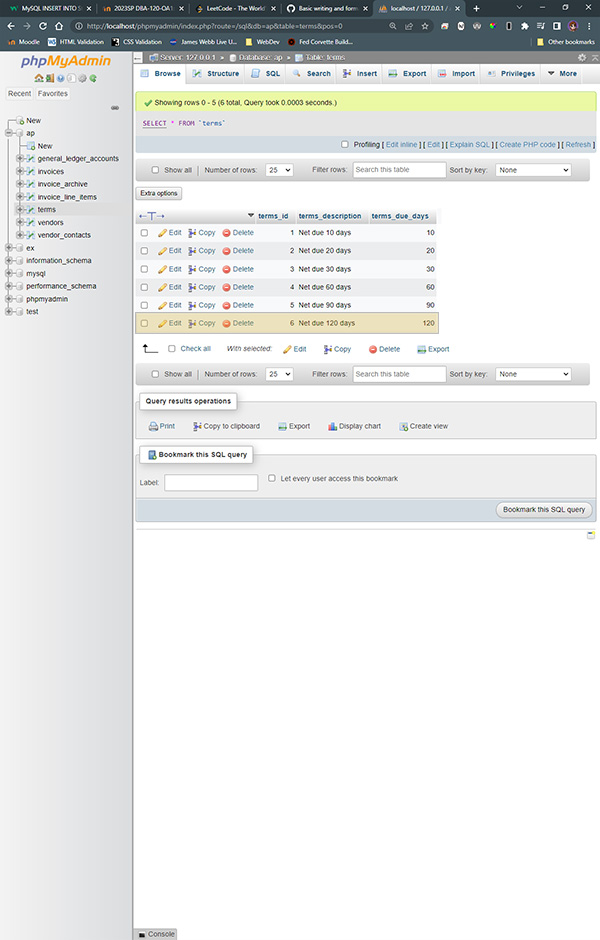 MySQL INSERT INTO S
2023SP DBA-120-OA1
LeetCode - The World
Basic writing and form
localhost / 127.0.0.1 /
http://localhost/phpmyadmin/index.php?route=/sql&db=ap&table=terms&pos=0
Moodle
HTML Validation
CSS Validation
James Webb Live U...
WebDev
Fed Corvette Build...
Other bookmarks
phpMyAdmin
Recent
Favorites
New
ap
New
general_ledger_accounts
invoices
invoice_archive
invoice_line_items
terms
vendors
vendor_contacts
ex
information_schema
mysql
performance_schema
phpmyadmin
test
Server: 127.0.0.1 » Database: ap » Table: terms
Browse Structure SQL Search Insert Export Import Privileges More
Showing rows 0 - 5 (6 total, Query took 0.0003 seconds.)
SELECT * FROM `terms`
Profiling [ Edit inline ] [ Edit ] [ Explain SQL ] [ Create PHP code ] [ Refresh ]
Show all Number of rows: 25 Filter rows: Search this table Sort by key: None
Extra options
terms_id terms_description terms_due_days
Edit Copy Delete 1 Net due 10 days 10
Edit Copy Delete 2 Net due 20 days 20
Edit Copy Delete 3 Net due 30 days 30
Edit Copy Delete 4 Net due 60 days 60
Edit Copy Delete 5 Net due 90 days 90
Edit Copy Delete 6 Net due 120 days 120
Check all With selected: Edit Copy Delete Export
Show all Number of rows: 25 Filter rows: Search this table Sort by key: None
Query results operations
Print Copy to clipboard Export Display chart Create view
Bookmark this SQL query
Label: Let every user access this bookmark
Bookmark this SQL query
Console